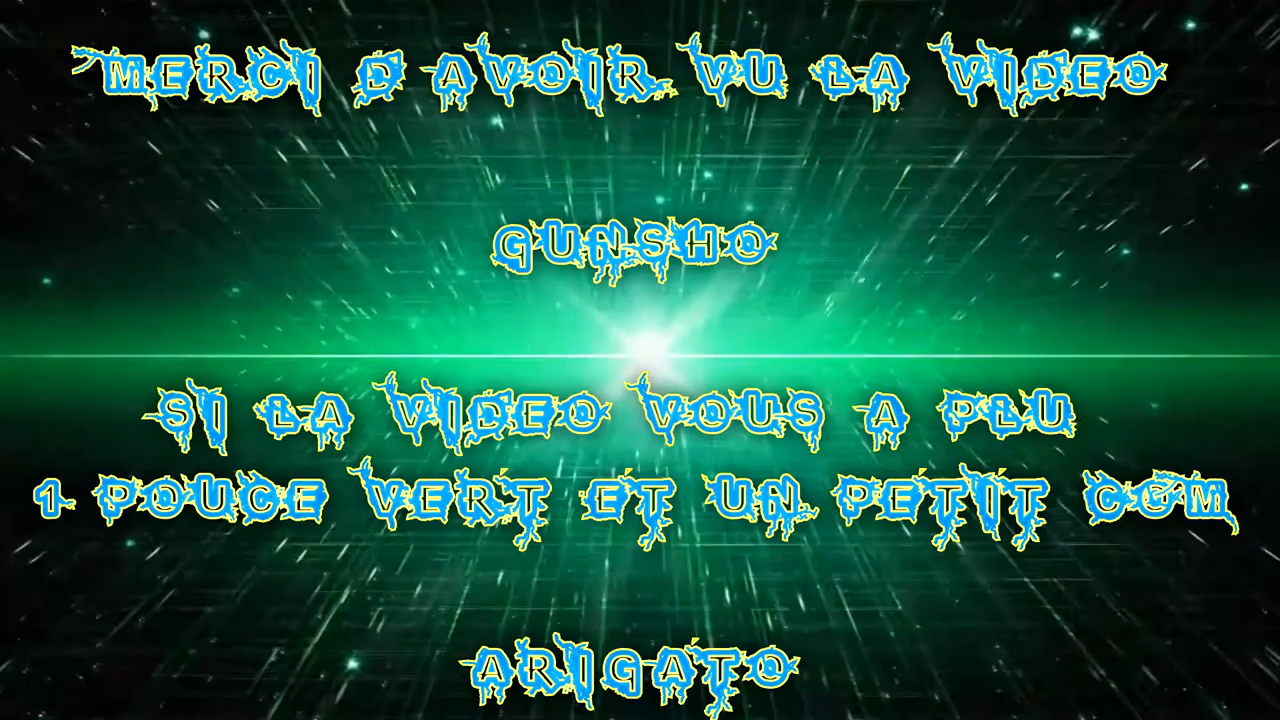 MERCI D AVOIR VU LA VIDEO
GUNSHO
SI LA VIDEO VOUS A PLU
1 POUCE VERT ET UN PETIT COM
ARIGATO